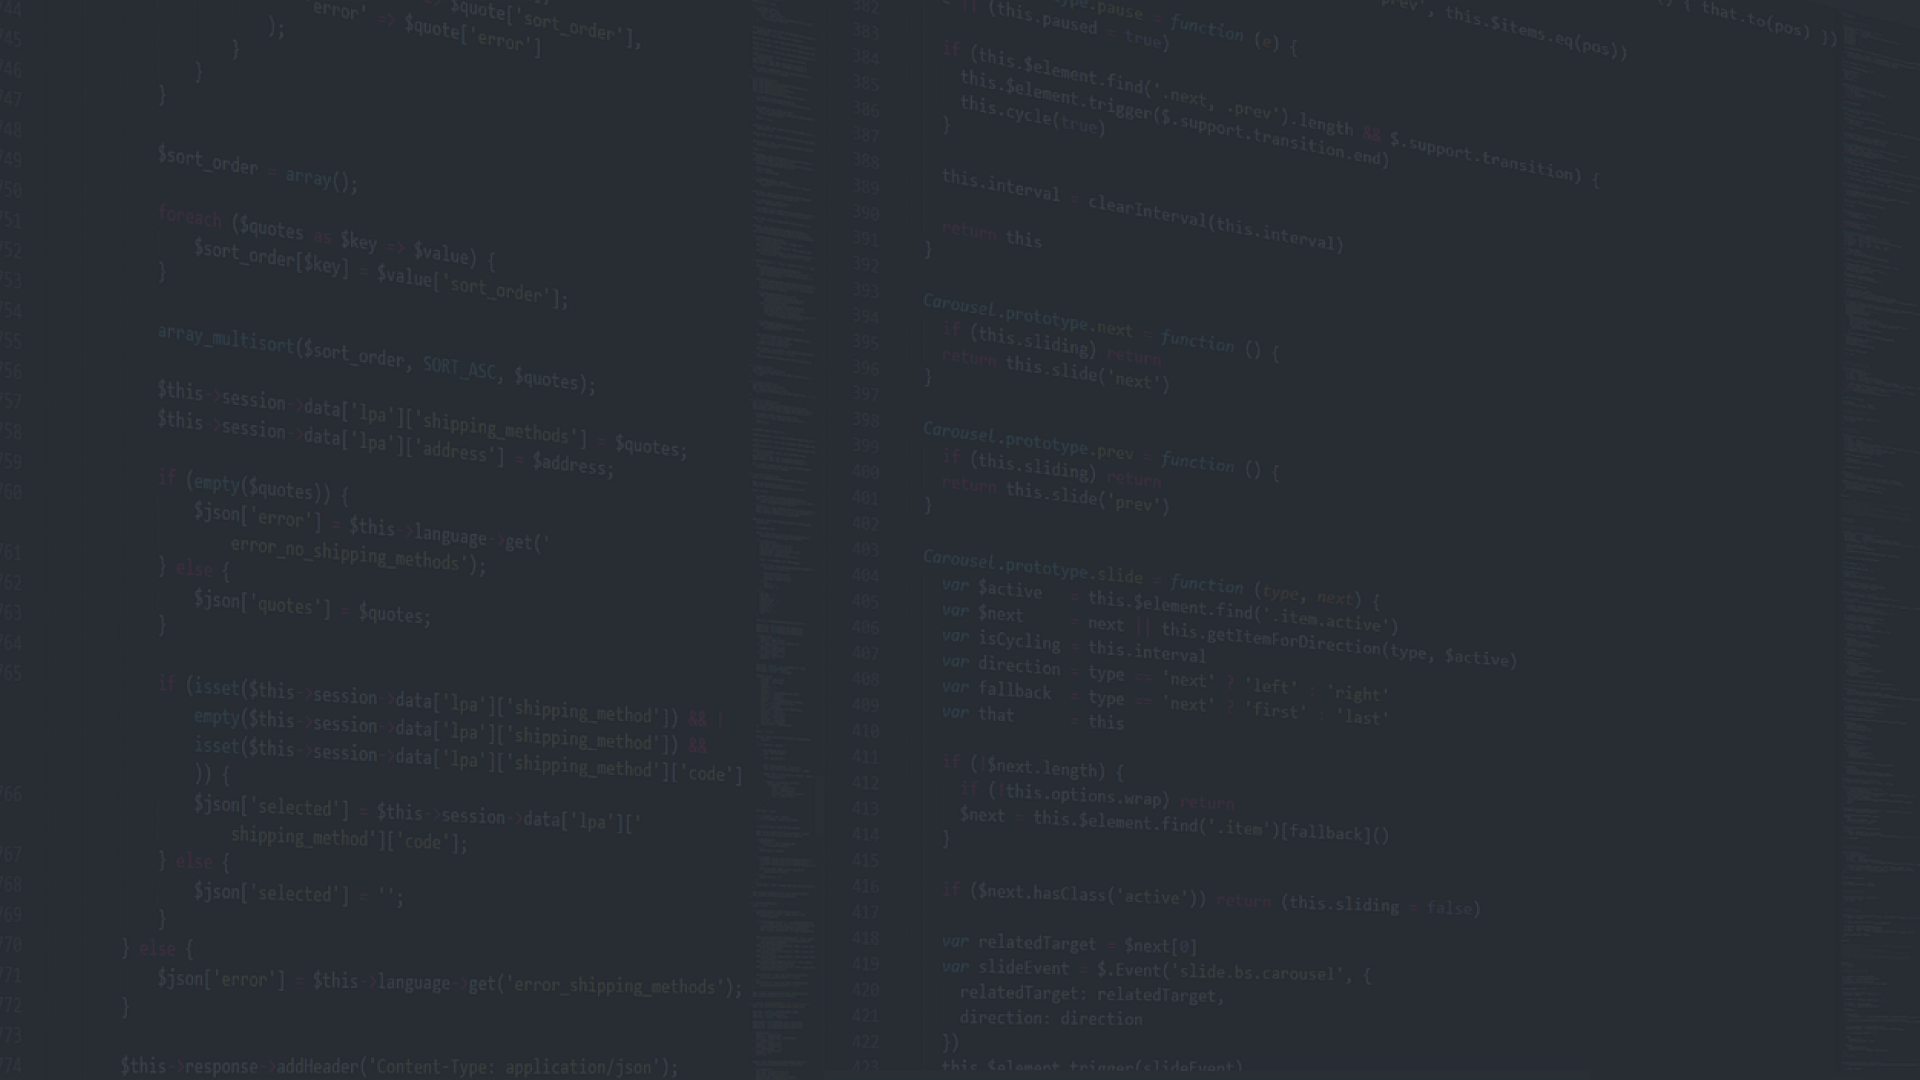 744
'error' => $quote['error']
$quote['sort_order'],
745
);
746
}
747
}
748
}
749
$sort_order = array();
750
751
foreach ($quotes as $key => $value) {
752
$sort_order[$key] = $value['sort_order'];
753
}
754
755
array_multisort($sort_order, SORT_ASC, $quotes);
756
757
$this->session->data['lpa']['shipping_methods'] = $quotes;
758
$this->session->data['lpa']['address'] = $address;
759
760
if (empty($quotes)) {
$json['error'] = $this->language->get('
error_no_shipping_methods');
761
} else {
762
$json['quotes'] = $quotes;
763
}
764
765
if (isset($this->session->data['lpa']['shipping_method']) && !
empty($this->session->data['lpa']['shipping_method']) &&
isset($this->session->data['lpa']['shipping_method']['code']
)) {
766
$json['selected'] = $this->session->data['lpa']['
shipping_method']['code'];
767
} else {
768
$json['selected'] = '';
769
}
770
} else {
771
$json['error'] = $this->language->get('error_shipping_methods');
772
}
773
774
$this->response->addHeader('Content-Type: application/json');
382
.pause = function (e) {
383
|| (this.paused = true)
384
385
if (this.$element.find('.next, .prev').length && $.support.transition) {
386
this.$element.trigger($.support.transition.end)
387
this.cycle(true)
388
}
389
this.interval = clearInterval(this.interval)
390
391
return this
392
}
393
394
Carousel.prototype.next = function () {
395
if (this.sliding) return
396
return this.slide('next')
397
}
398
399
Carousel.prototype.prev = function () {
400
if (this.sliding) return
401
return this.slide('prev')
402
}
403
404
Carousel.prototype.slide = function (type, next) {
405
var $active = this.$element.find('.item.active')
406
var $next = next || this.getItemForDirection(type, $active)
407
var isCycling = this.interval
408
var direction = type == 'next' ? 'left' : 'right'
409
var fallback = type == 'next' ? 'first' : 'last'
410
var that = this
411
412
if (!$next.length) {
413
if (!this.options.wrap) return
414
$next = this.$element.find('.item')[fallback]()
415
}
416
if ($next.hasClass('active')) return (this.sliding = false)
417
418
var relatedTarget = $next[0]
419
var slideEvent = $.Event('slide.bs.carousel', {
420
relatedTarget: relatedTarget,
421
direction: direction
422
})
423
this.$element.trigger(slideEvent)
', this.$items.eq(pos))
() { that.to(pos) })